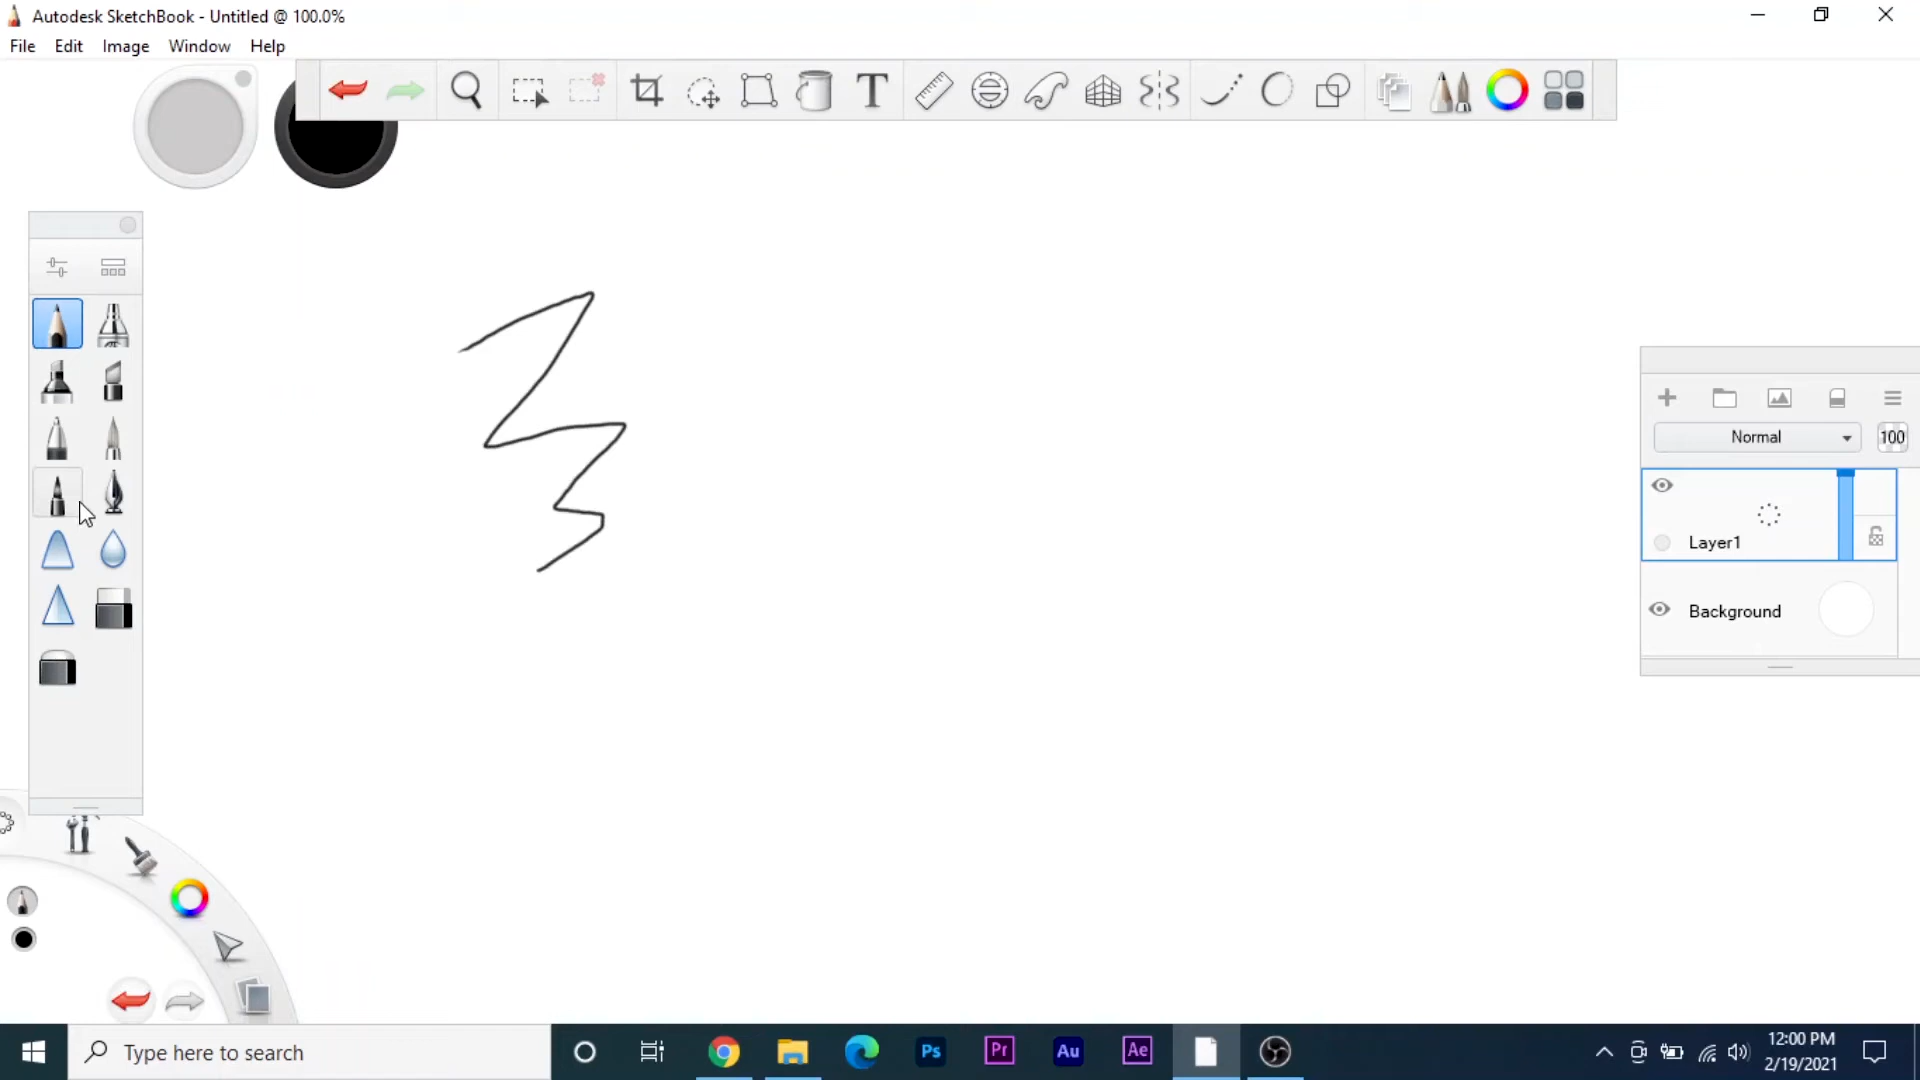 Autodesk SketchBook - Untitled @ 100.0%
File Edit Image Window Help
T
Normal 100
Layer1
Background
Type here to search
Ps Pr Au Ae
12:00 PM
2/19/2021